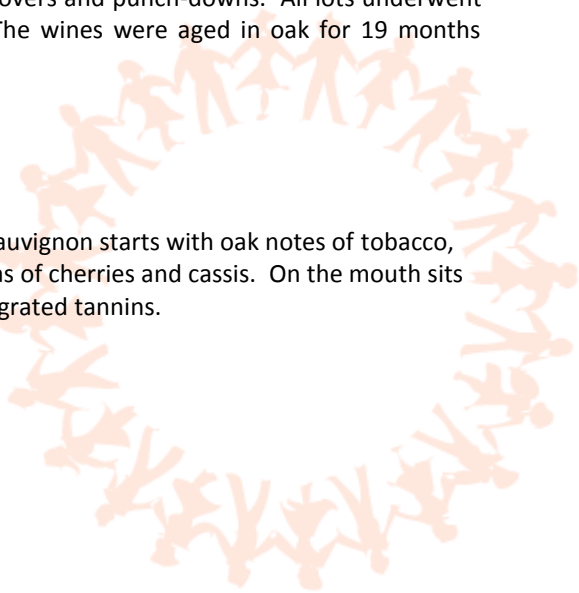 overs and punch-downs. All lots underwent
The wines were aged in oak for 19 months
auvignon starts with oak notes of tobacco,
ns of cherries and cassis. On the mouth sits
grated tannins.